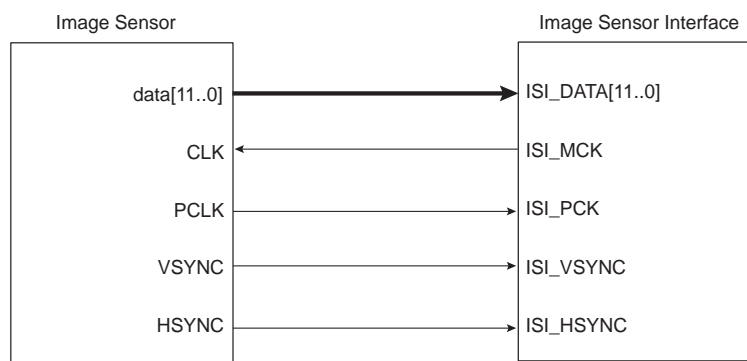 Image Sensor
Image Sensor Interface
data[11..0]
ISI_DATA[11..0]
CLK
ISI_MCK
PCLK
ISI_PCK
VSYNC
ISI_VSYNC
HSYNC
ISI_HSYNC